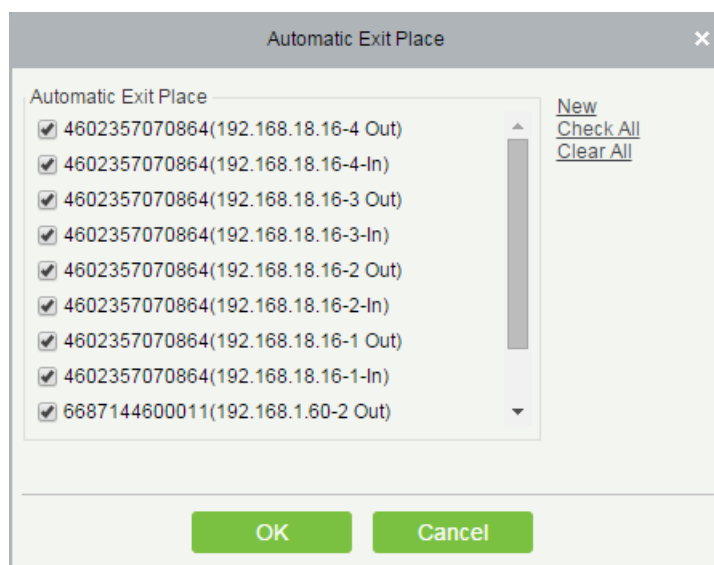 Automatic Exit Place
Automatic Exit Place
4602357070864(192.168.18.16-4 Out)
4602357070864(192.168.18.16-4-In)
4602357070864(192.168.18.16-3 Out)
4602357070864(192.168.18.16-3-In)
4602357070864(192.168.18.16-2 Out)
4602357070864(192.168.18.16-2-In)
4602357070864(192.168.18.16-1 Out)
4602357070864(192.168.18.16-1-In)
6687144600011(192.168.1.60-2 Out)
New
Check All
Clear All
OK
Cancel